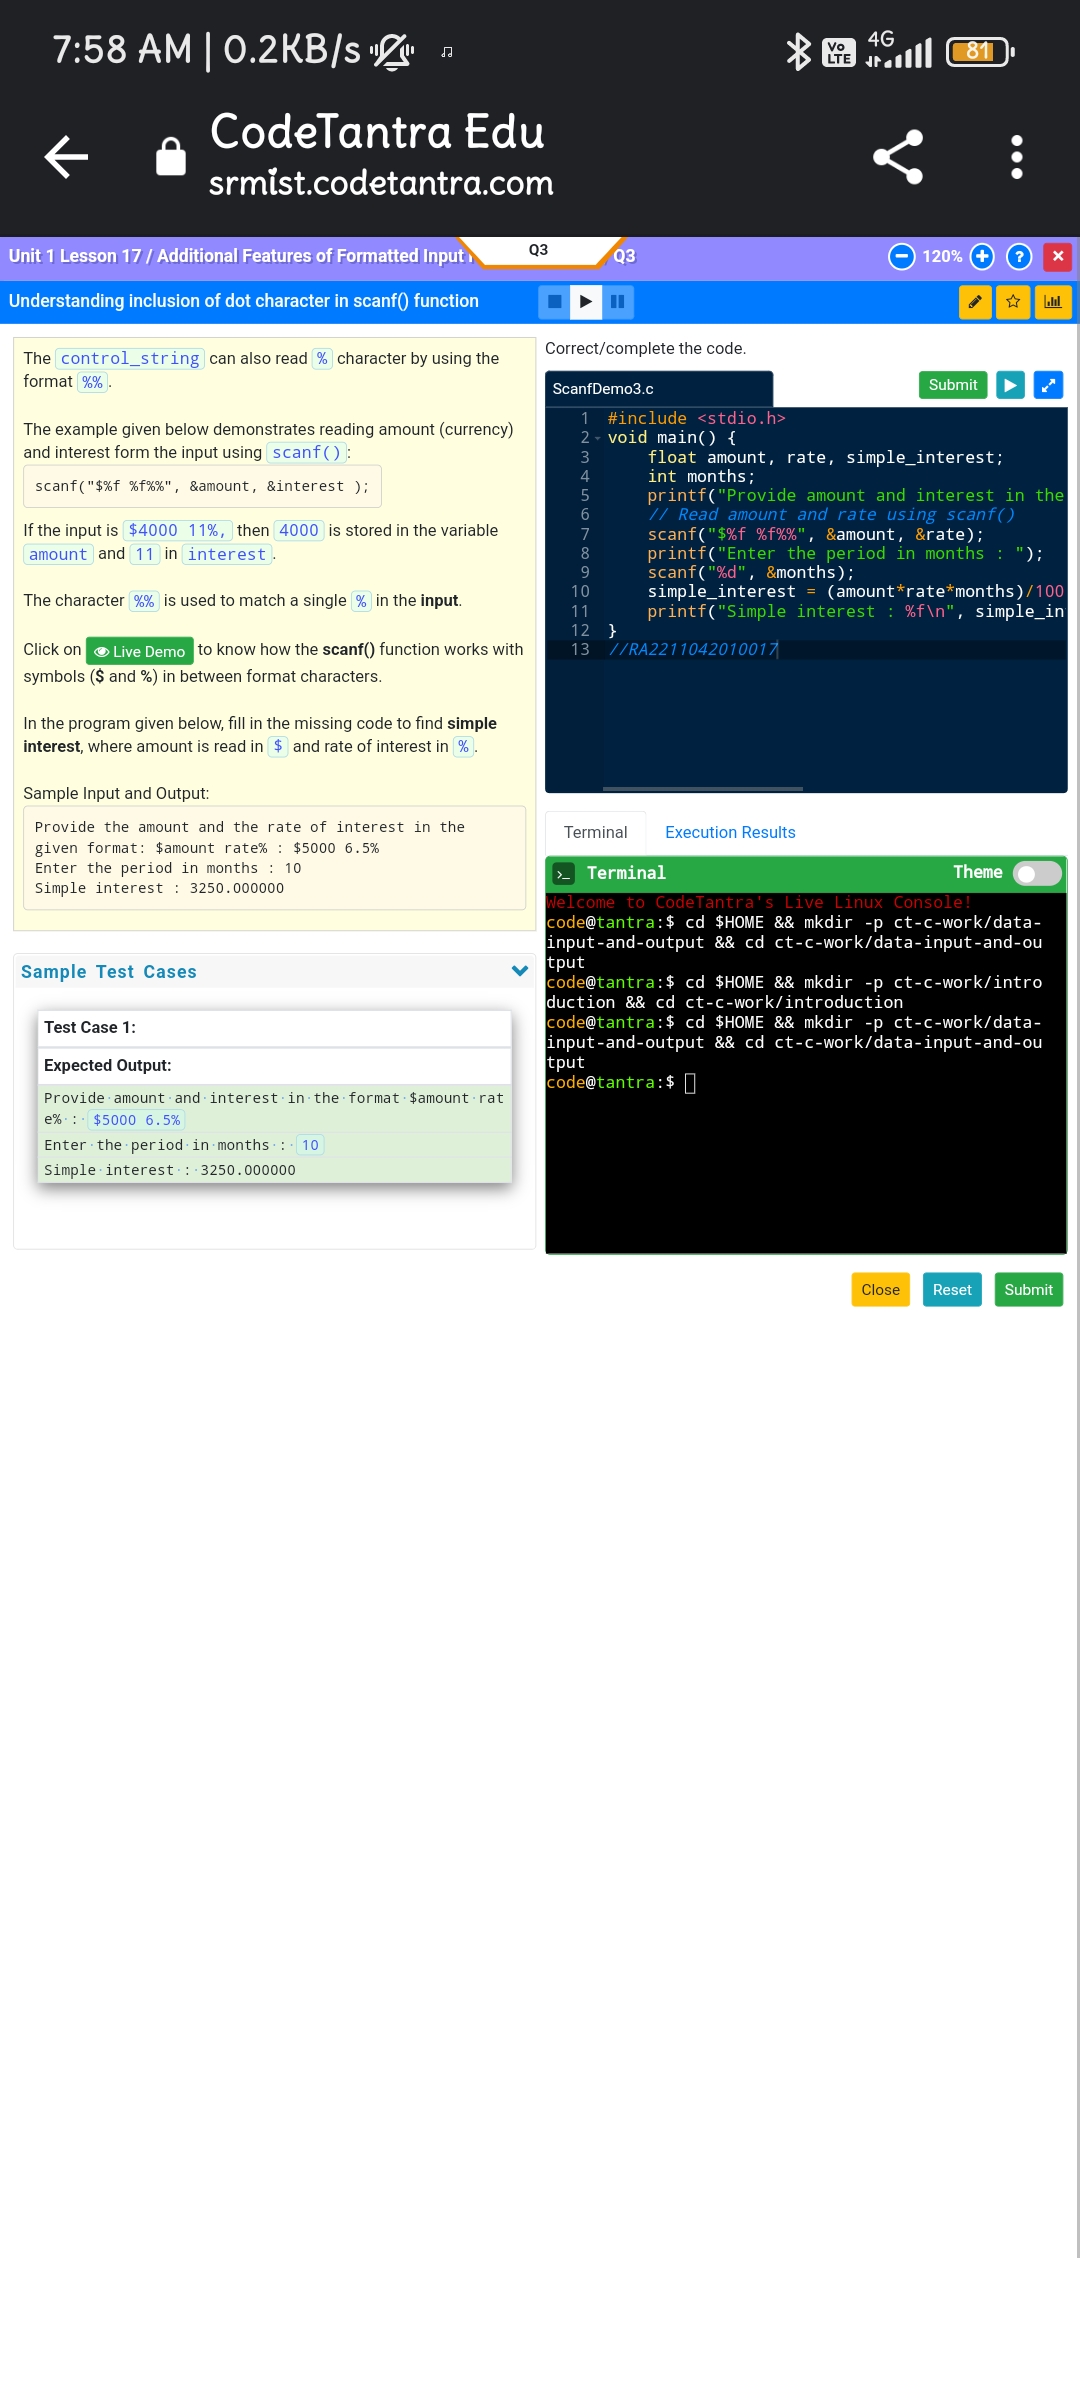 7:58 AM | 0.2KB/s
Vo LTE 4G 81
CodeTantra Edu
srmist.codetantra.com
Unit 1 Lesson 17 / Additional Features of Formatted Input
Q3
Q3
120%
?
Understanding inclusion of dot character in scanf() function
The control_string can also read % character by using the
format %%.
The example given below demonstrates reading amount (currency)
and interest form the input using scanf():
scanf("$%f %f%%", &amount, &interest );
If the input is $4000 11%, then 4000 is stored in the variable
amount and 11 in interest.
The character %% is used to match a single % in the input.
Click on Live Demo to know how the scanf() function works with
symbols ($ and %) in between format characters.
In the program given below, fill in the missing code to find simple
interest, where amount is read in $ and rate of interest in %.
Sample Input and Output:
Provide the amount and the rate of interest in the
given format: $amount rate% : $5000 6.5%
Enter the period in months : 10
Simple interest : 3250.000000
Sample Test Cases
Test Case 1:
Expected Output:
Provide·amount·and·interest·in·the·format·$amount·rat
e%·:·$5000 6.5%
Enter·the·period·in·months·:·10
Simple·interest·:·3250.000000
Correct/complete the code.
ScanfDemo3.c
Submit
1 #include <stdio.h>
2 void main() {
3 float amount, rate, simple_interest;
4 int months;
5 printf("Provide amount and interest in the
6 // Read amount and rate using scanf()
7 scanf("$%f %f%%", &amount, &rate);
8 printf("Enter the period in months : ");
9 scanf("%d", &months);
10 simple_interest = (amount*rate*months)/100
11 printf("Simple interest : %f\n", simple_in
12 }
13 //RA2211042010017
Terminal
Execution Results
>_ Terminal
Theme
Welcome to CodeTantra's Live Linux Console!
code@tantra:$ cd $HOME && mkdir -p ct-c-work/data-
input-and-output && cd ct-c-work/data-input-and-ou
tput
code@tantra:$ cd $HOME && mkdir -p ct-c-work/intro
duction && cd ct-c-work/introduction
code@tantra:$ cd $HOME && mkdir -p ct-c-work/data-
input-and-output && cd ct-c-work/data-input-and-ou
tput
code@tantra:$
Close
Reset
Submit